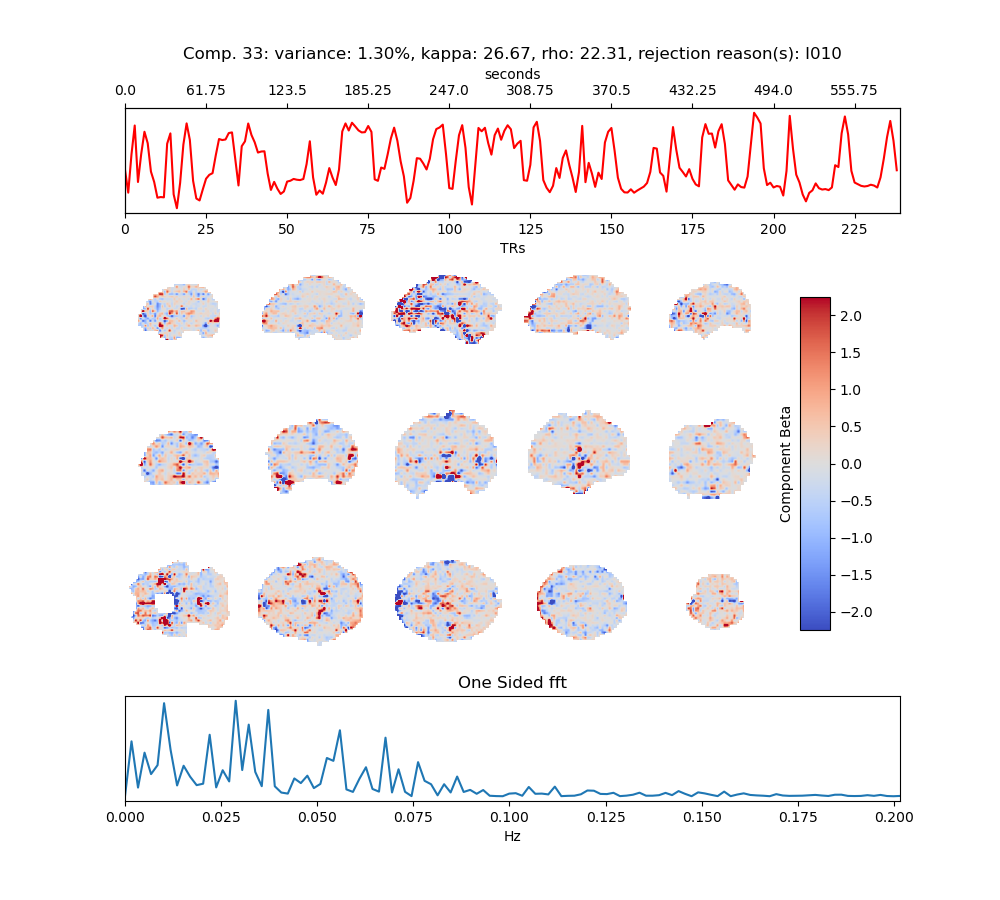 Comp. 33: variance: 1.30%, kappa: 26.67, rho: 22.31, rejection reason(s): I010
seconds
0.0 61.75 123.5 185.25 247.0 308.75 370.5 432.25 494.0 555.75
0 25 50 75 100 125 150 175 200 225
TRs
2.0
1.5
1.0
0.5
0.0
−0.5
−1.0
−1.5
−2.0
Component Beta
One Sided fft
0.000 0.025 0.050 0.075 0.100 0.125 0.150 0.175 0.200
Hz